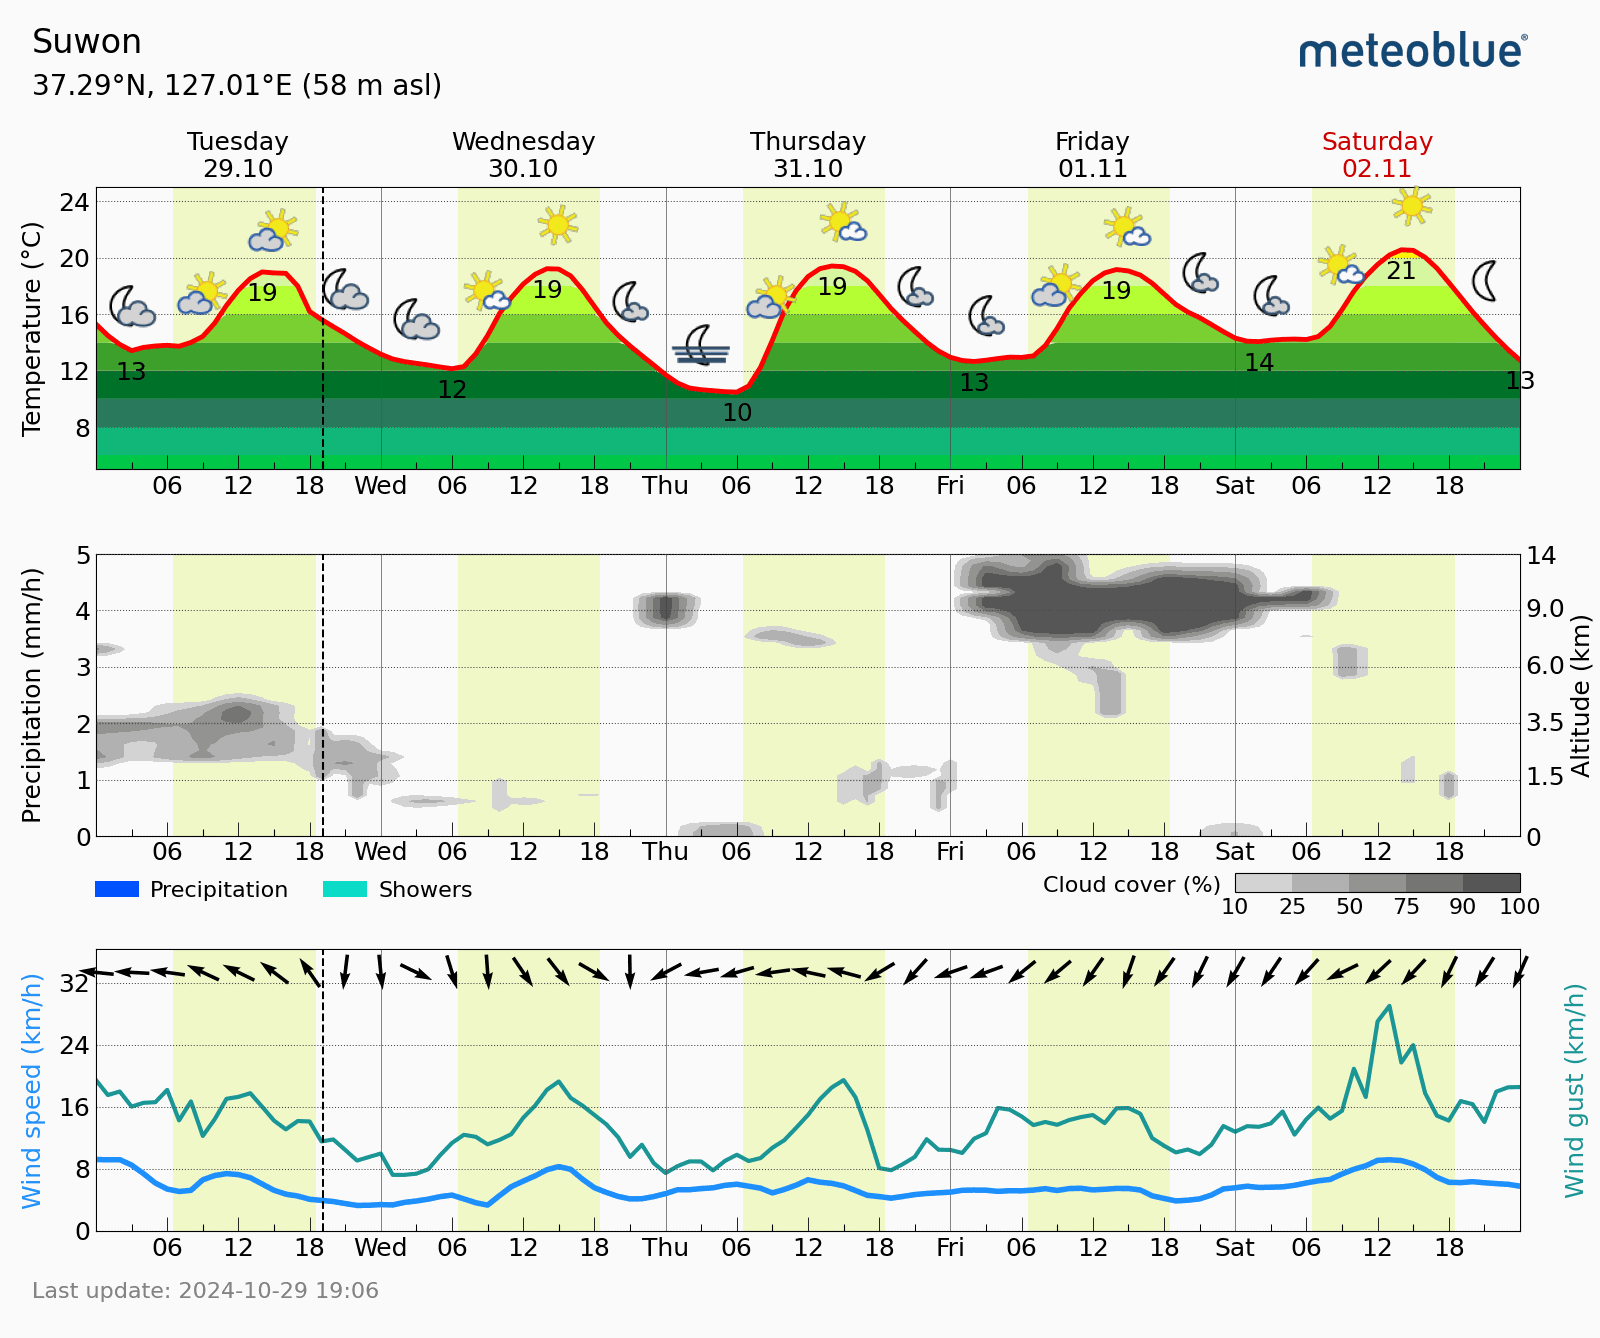 Suwon
meteoblue®
37.29°N, 127.01°E (58 m asl)
Tuesday Wednesday Thursday Friday Saturday
29.10 30.10 31.10 01.11 02.11
Temperature (°C)
24
20
16
12
8
19 19 19 19 21
13 12 10 13 14 13
06 12 18 Wed 06 12 18 Thu 06 12 18 Fri 06 12 18 Sat 06 12 18
Precipitation (mm/h)
5
4
3
2
1
0
14
9.0
6.0
3.5
1.5
0
Altitude (km)
06 12 18 Wed 06 12 18 Thu 06 12 18 Fri 06 12 18 Sat 06 12 18
Precipitation Showers Cloud cover (%)
10 25 50 75 90 100
Wind speed (km/h)
32
24
16
8
0
Wind gust (km/h)
06 12 18 Wed 06 12 18 Thu 06 12 18 Fri 06 12 18 Sat 06 12 18
Last update: 2024-10-29 19:06